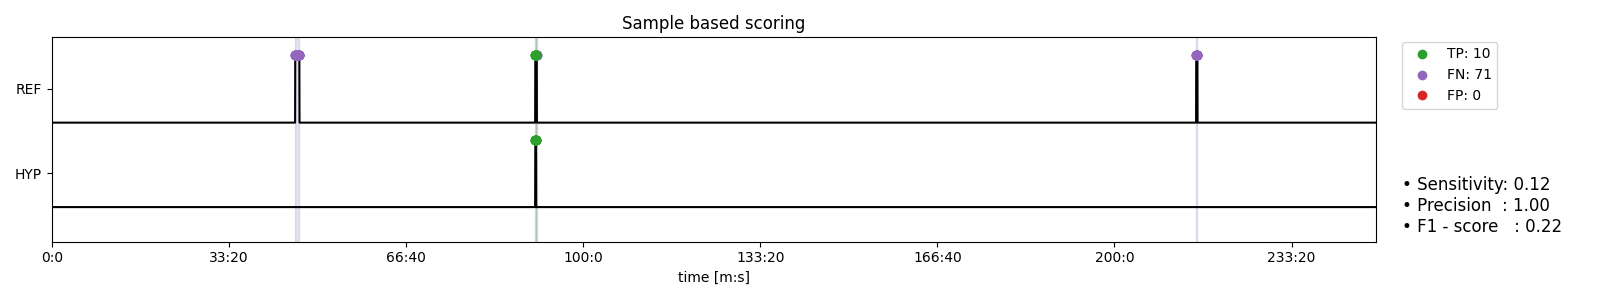 Sample based scoring
REF
HYP
0:0
33:20
66:40
100:0
133:20
166:40
200:0
233:20
time [m:s]
TP: 10
FN: 71
FP: 0
• Sensitivity: 0.12
• Precision : 1.00
• F1 - score : 0.22